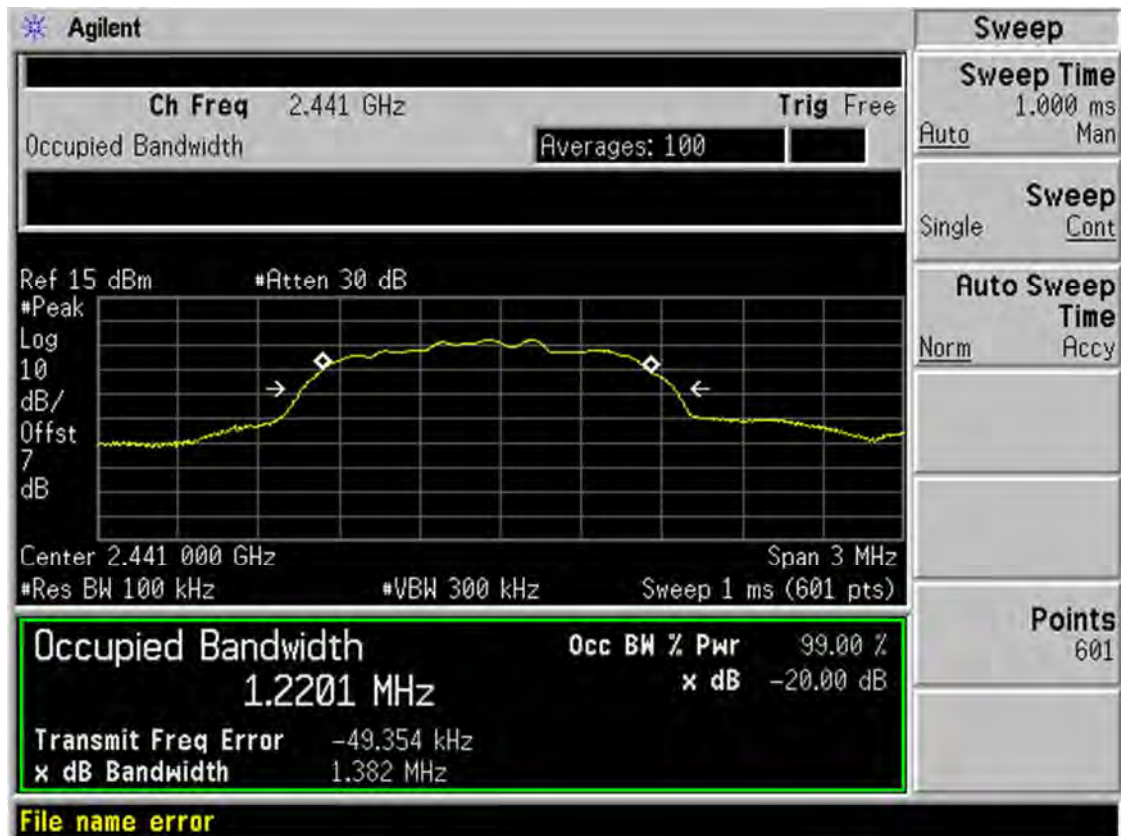 Agilent
Ch Freq 2.441 GHz Trig Free
Occupied Bandwidth Averages: 100
Ref 15 dBm #Atten 30 dB
#Peak
Log
10
dB/
Offst
7
dB
Center 2.441 000 GHz Span 3 MHz
#Res BW 100 kHz #VBW 300 kHz Sweep 1 ms (601 pts)
Occupied Bandwidth
1.2201 MHz
Occ BW % Pwr 99.00 %
x dB -20.00 dB
Transmit Freq Error -49.354 kHz
x dB Bandwidth 1.382 MHz
File name error
Sweep
Sweep Time
1.000 ms
Auto Man
Sweep
Single Cont
Auto Sweep
Time
Norm Accy
Points
601